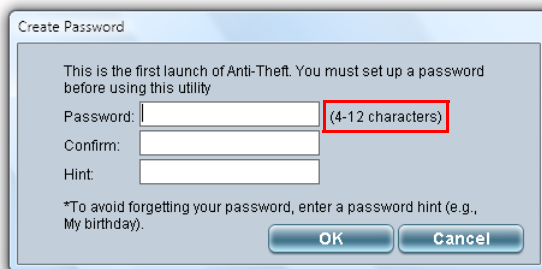 Create Password
This is the first launch of Anti-Theft. You must set up a password
before using this utility
Password: (4-12 characters)
Confirm:
Hint:
*To avoid forgetting your password, enter a password hint (e.g.,
My birthday).
OK Cancel